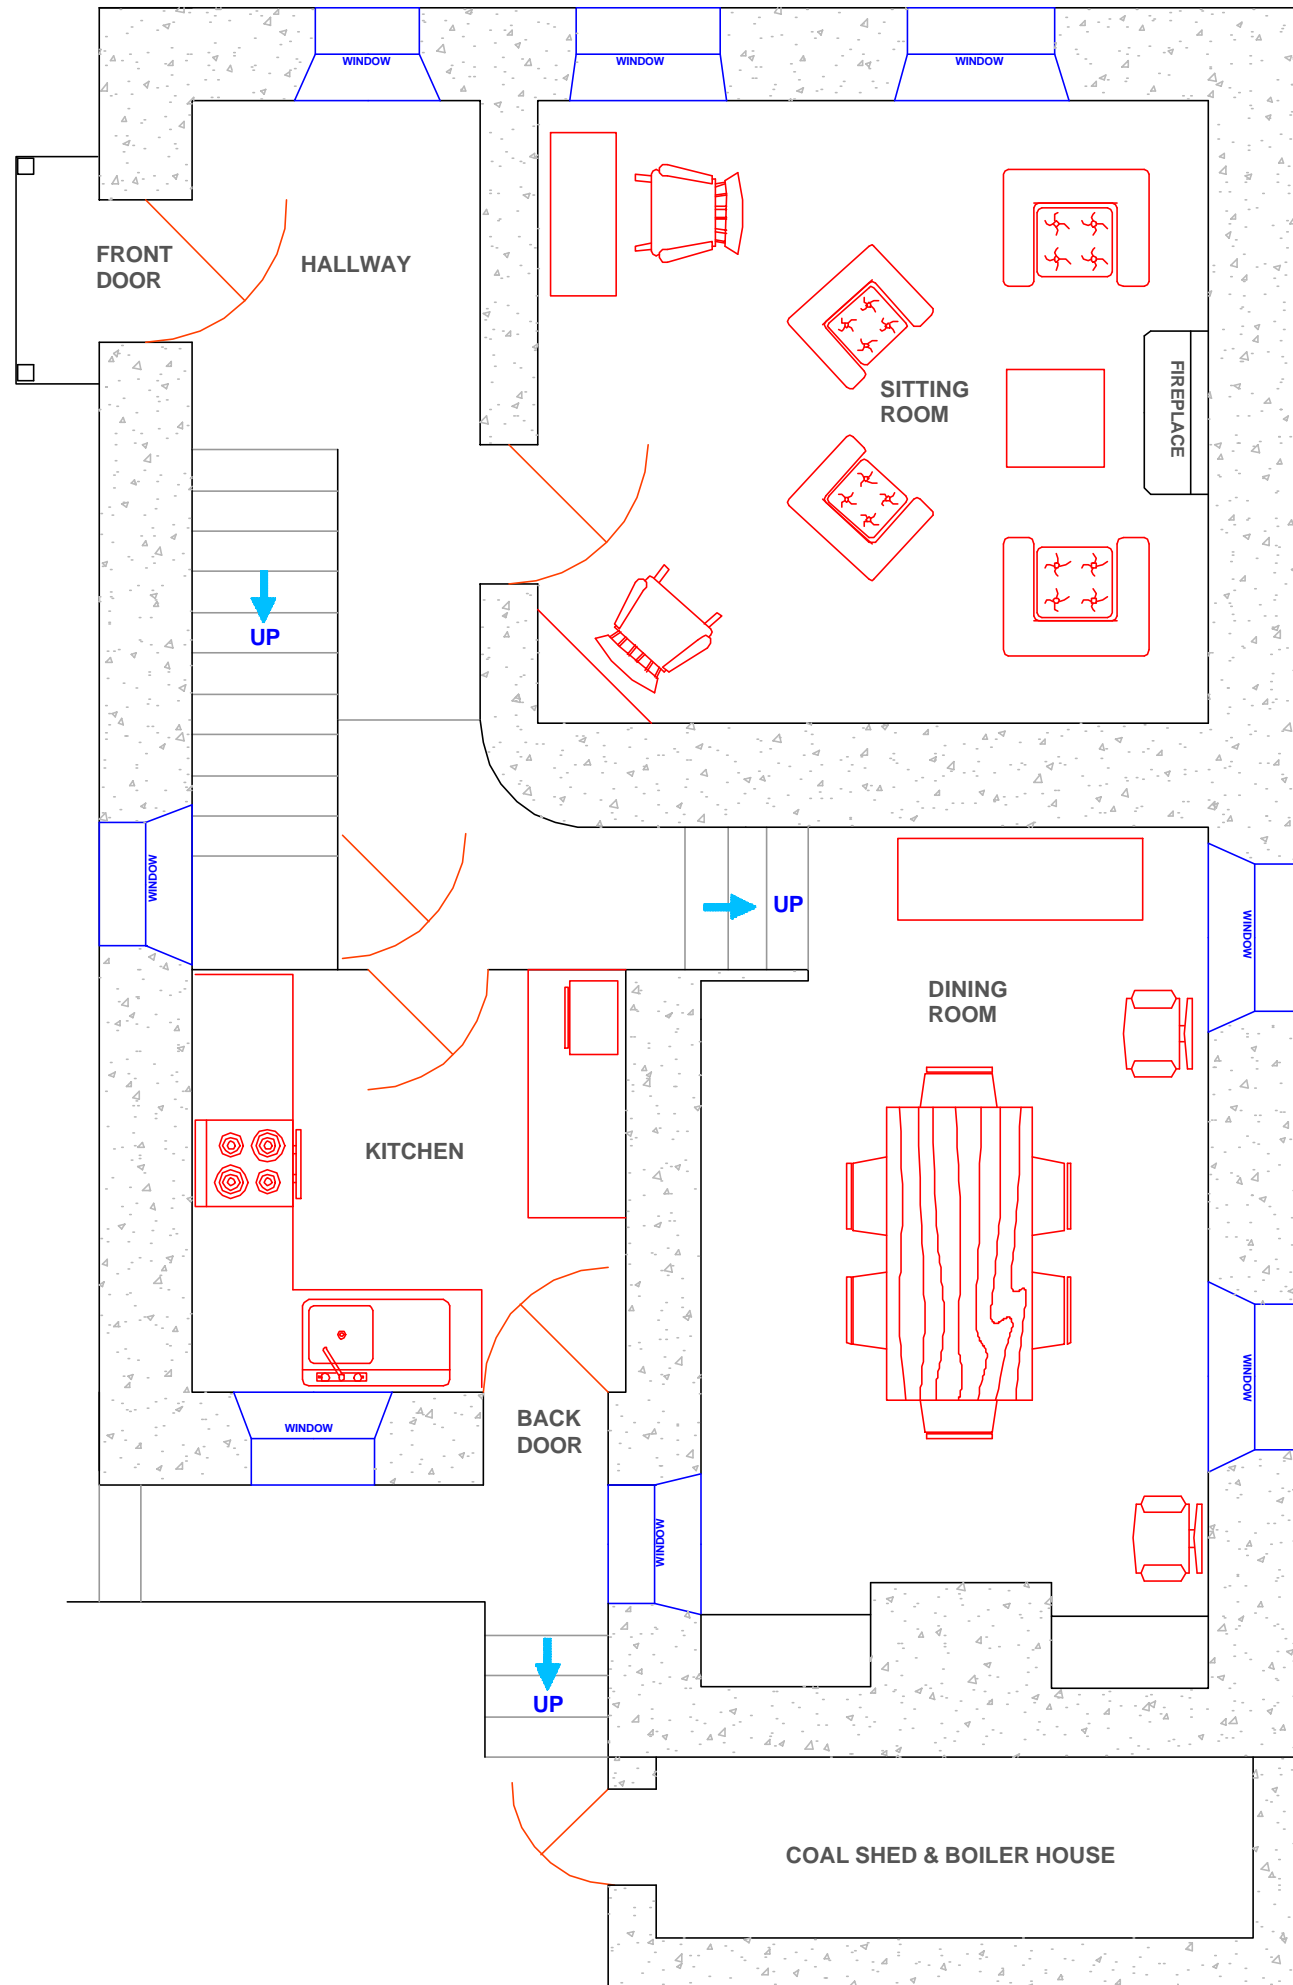 WINDOW
WINDOW
WINDOW
FRONT
DOOR
HALLWAY
SITTING
ROOM
FIREPLACE
UP
WINDOW
UP
WINDOW
DINING
ROOM
KITCHEN
WINDOW
BACK
DOOR
WINDOW
WINDOW
UP
COAL SHED & BOILER HOUSE